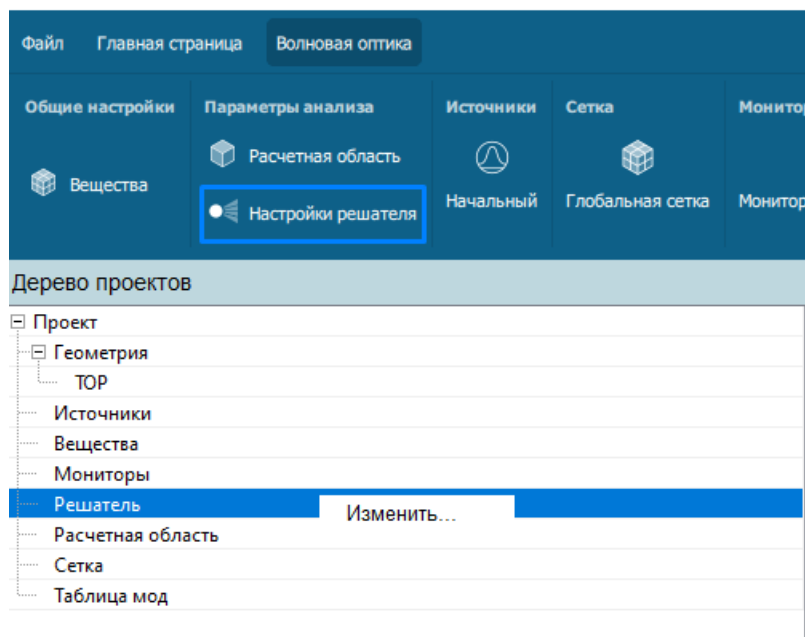 Файл Главная страница Волновая оптика
Общие настройки Параметры анализа Источники Сетка Монитор
Расчетная область
Вещества
Начальный Глобальная сетка Монитор
Настройки решателя
Дерево проектов
Проект
Геометрия
TOP
Источники
Вещества
Мониторы
Решатель
Изменить...
Расчетная область
Сетка
Таблица мод